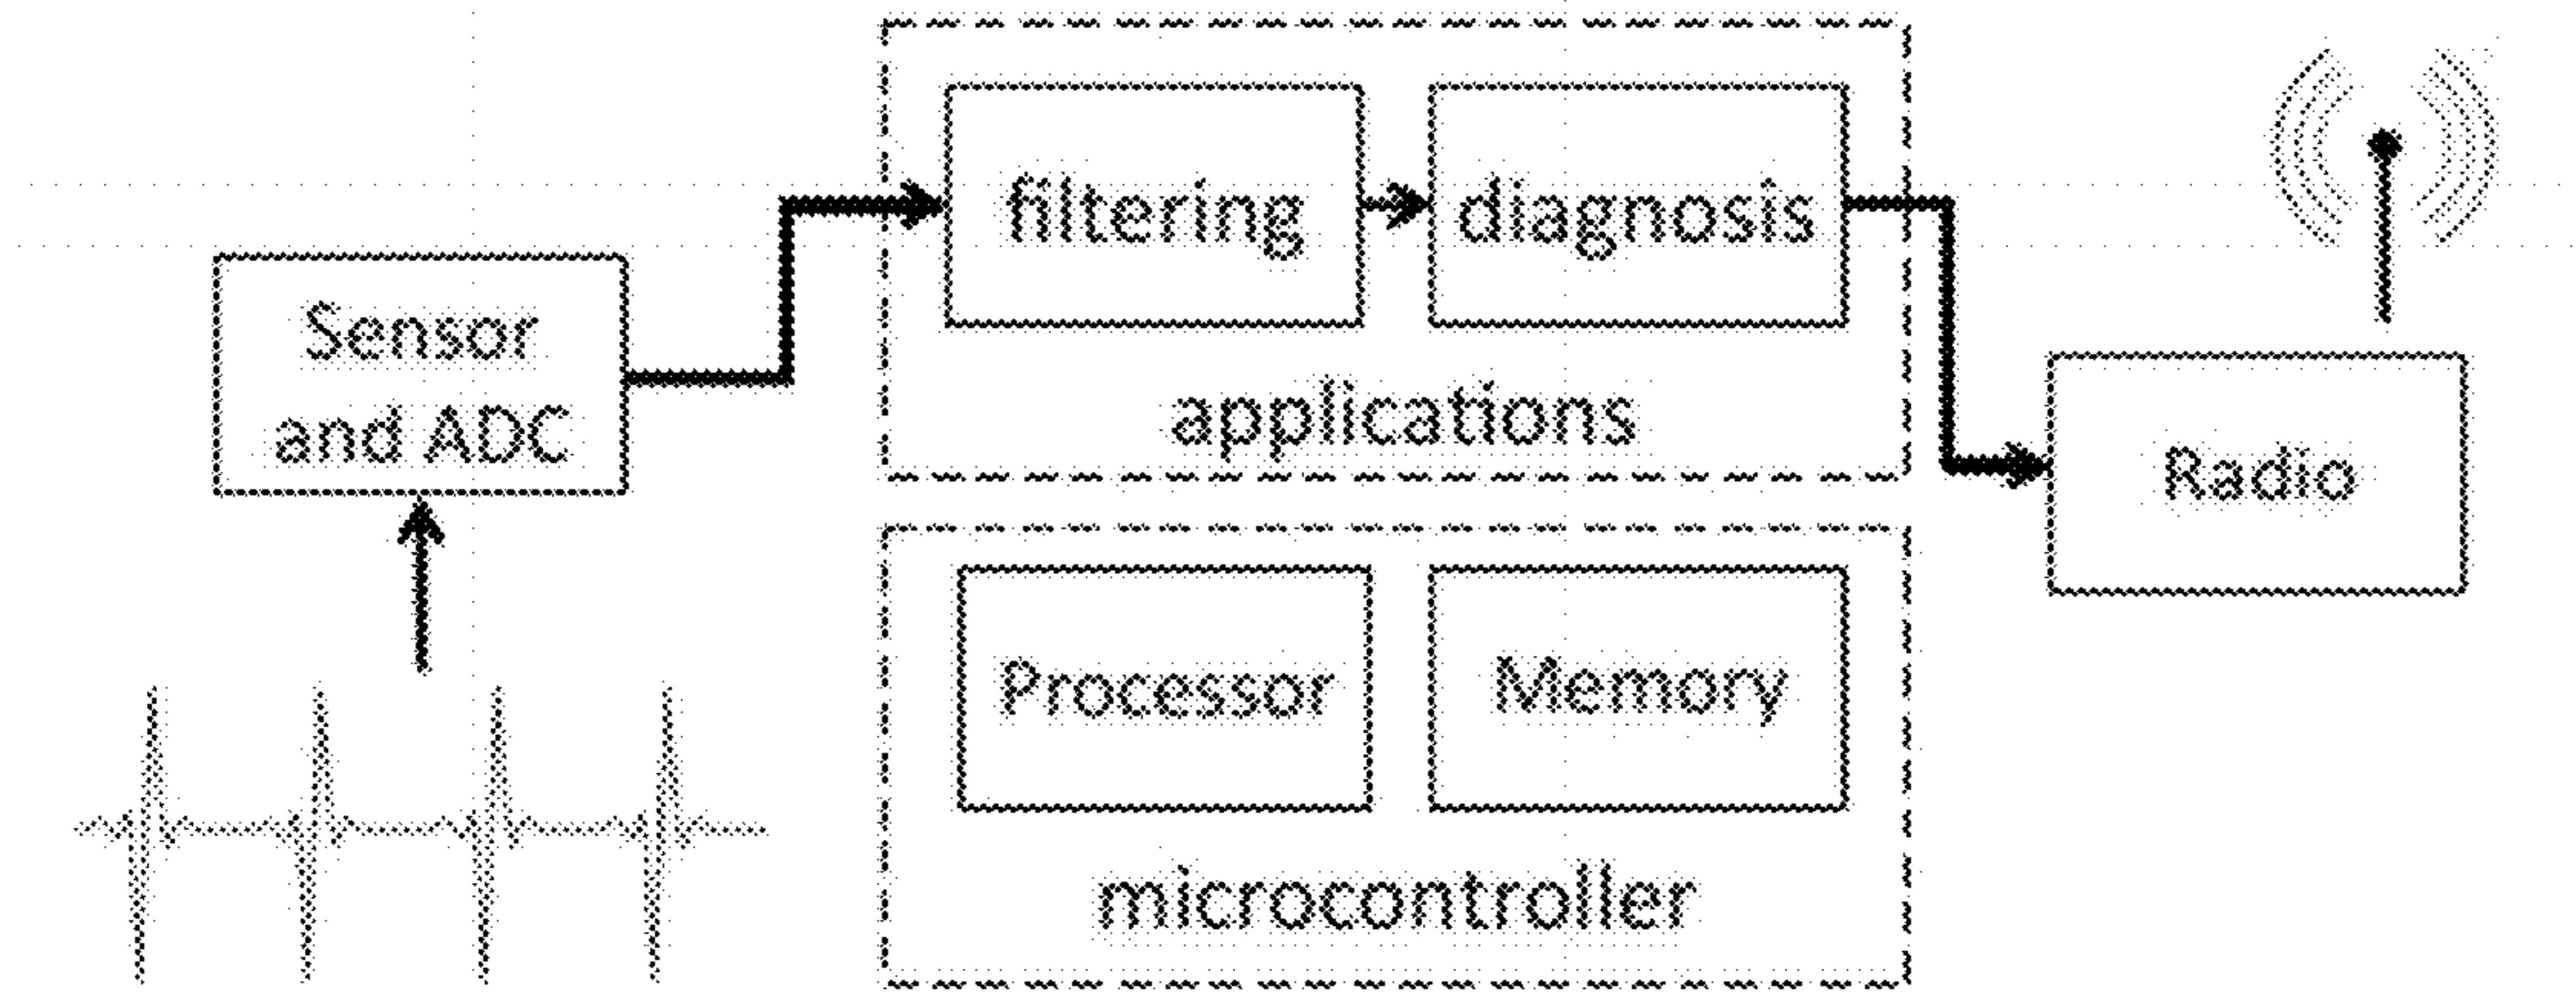 filtering
diagnosis
Sensor
and ADC
applications
Radio
Processor
Memory
microcontroller